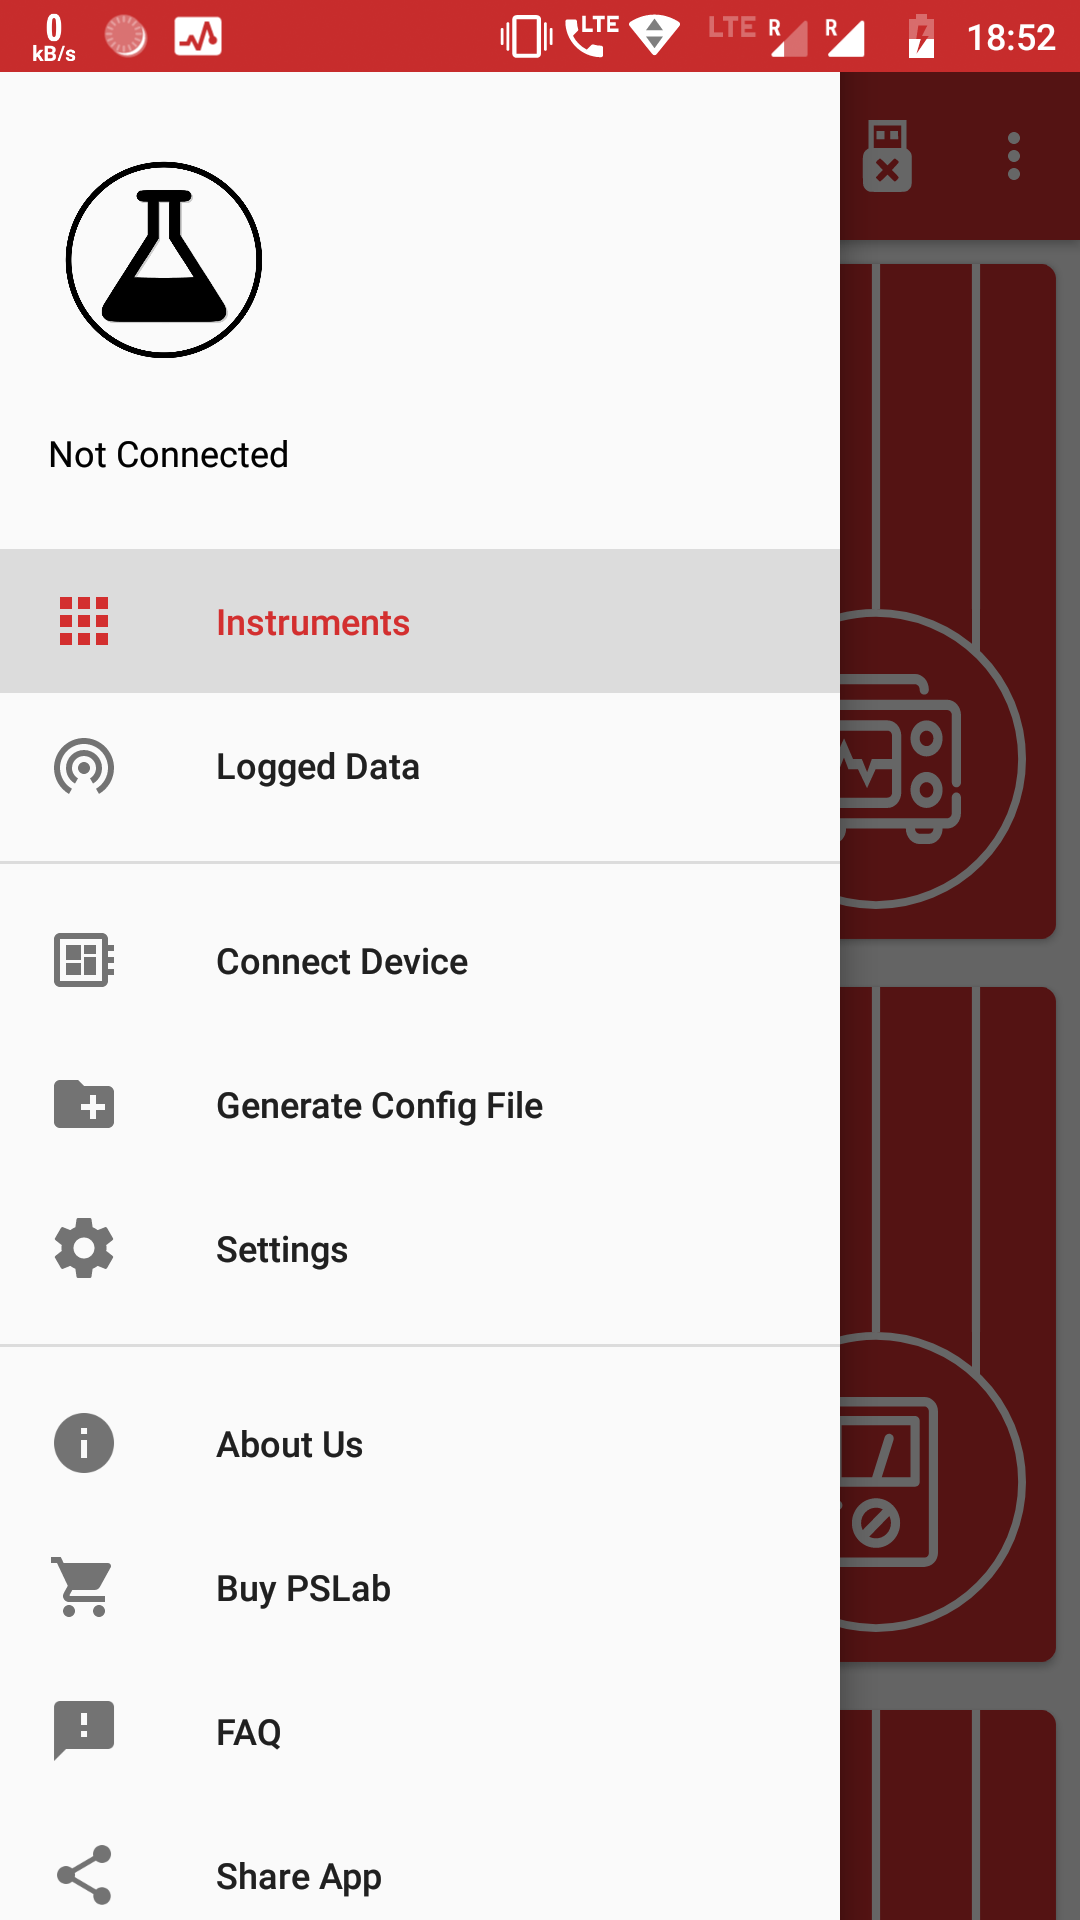 0
kB/s
LTE
LTE
R
R
18:52
Not Connected
Instruments
Logged Data
Connect Device
Generate Config File
Settings
About Us
Buy PSLab
FAQ
Share App